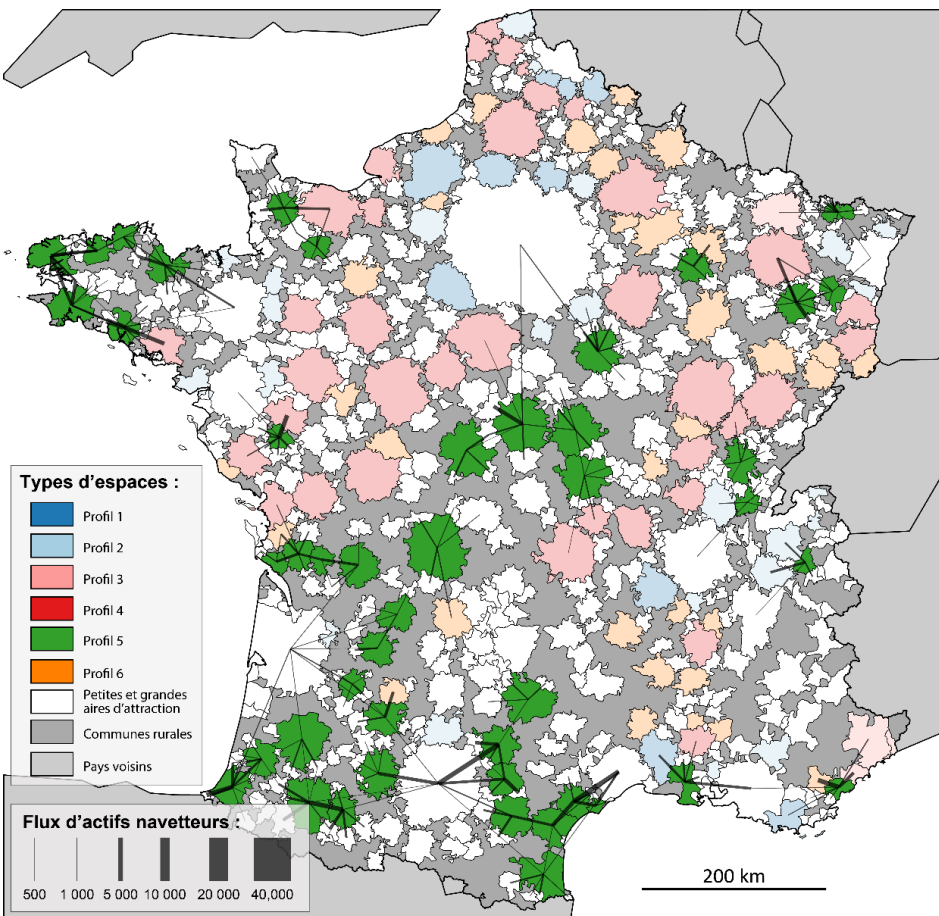 Types d'espaces :
Profil 1
Profil 2
Profil 3
Profil 4
Profil 5
Profil 6
Petites et grandes
aires d'attraction
Communes rurales
Pays voisins
Flux d'actifs navetteurs :
500 1 000 5 000 10 000 20 000 40,000
200 km